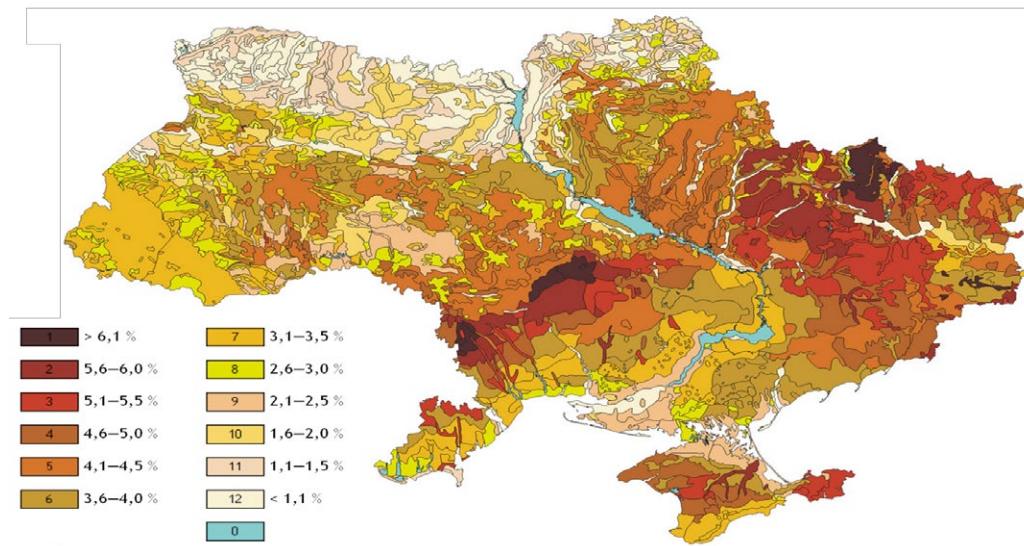 1 > 6,1 %
2 5,6–6,0 %
3 5,1–5,5 %
4 4,6–5,0 %
5 4,1–4,5 %
6 3,6–4,0 %
7 3,1–3,5 %
8 2,6–3,0 %
9 2,1–2,5 %
10 1,6–2,0 %
11 1,1–1,5 %
12 < 1,1 %
0